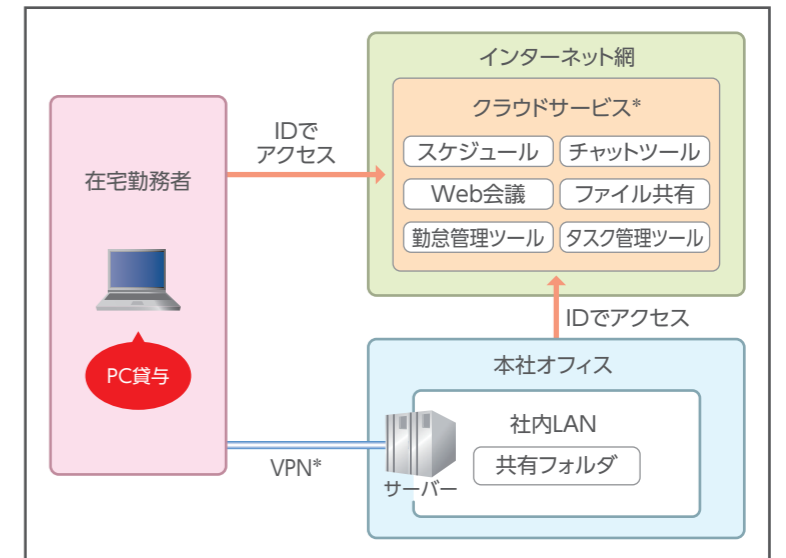 インターネット網
クラウドサービス*
スケジュール
チャットツール
Web会議
ファイル共有
勤怠管理ツール
タスク管理ツール
IDで
アクセス
在宅勤務者
PC貸与
IDでアクセス
本社オフィス
社内LAN
共有フォルダ
サーバー
VPN*